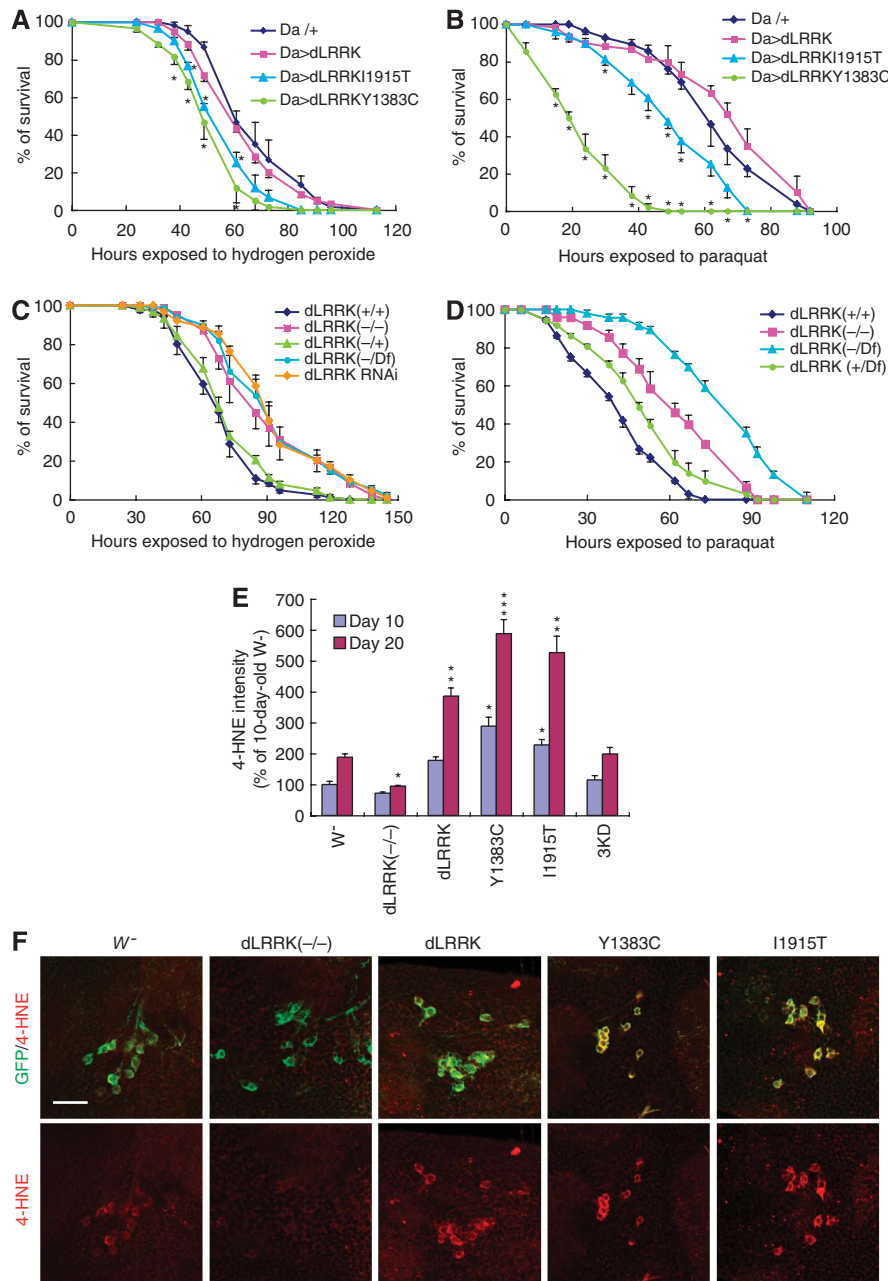 A
% of survival
100
80
60
40
20
0
0 20 40 60 80 100 120
Hours exposed to hydrogen peroxide
Da /+
Da>dLRRK
Da>dLRRKI1915T
Da>dLRRKY1383C
* * * * * * *
B
% of survival
100
80
60
40
20
0
0 20 40 60 80 100
Hours exposed to paraquat
Da /+
Da>dLRRK
Da>dLRRKI1915T
Da>dLRRKY1383C
C
% of survival
100
80
60
40
20
0
0 30 60 90 120 150
Hours exposed to hydrogen peroxide
dLRRK(+/+)
dLRRK(−/−)
dLRRK(−/+)
dLRRK(−/Df)
dLRRK RNAi
D
% of survival
100
80
60
40
20
0
0 30 60 90 120
Hours exposed to paraquat
dLRRK(+/+)
dLRRK(−/−)
dLRRK(−/Df)
dLRRK (+/Df)
E
4-HNE intensity
(% of 10-day-old W-)
700
600
500
400
300
200
100
0
Day 10
Day 20
*
**
*
***
*
**
W-
dLRRK(−/−)
dLRRK
Y1383C
I1915T
3KD
F
W− dLRRK(−/−) dLRRK Y1383C I1915T
GFP/4-HNE
4-HNE